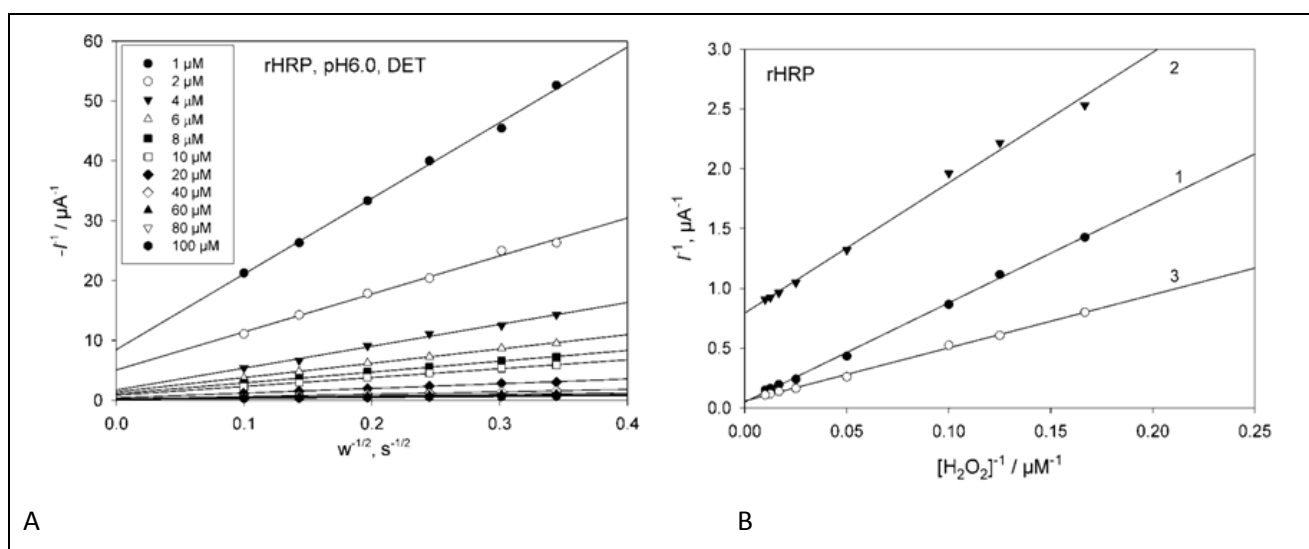 60
50
40
30
20
10
0
-I⁻¹ / µA⁻¹
rHRP, pH6.0, DET
1 µM
2 µM
4 µM
6 µM
8 µM
10 µM
20 µM
40 µM
60 µM
80 µM
100 µM
0.0 0.1 0.2 0.3 0.4
w⁻¹/², s⁻¹/²
A
3.0
2.5
2.0
1.5
1.0
0.5
0.0
I⁻¹, µA⁻¹
rHRP
2
1
3
0.00 0.05 0.10 0.15 0.20 0.25
[H₂O₂]⁻¹ / µM⁻¹
B